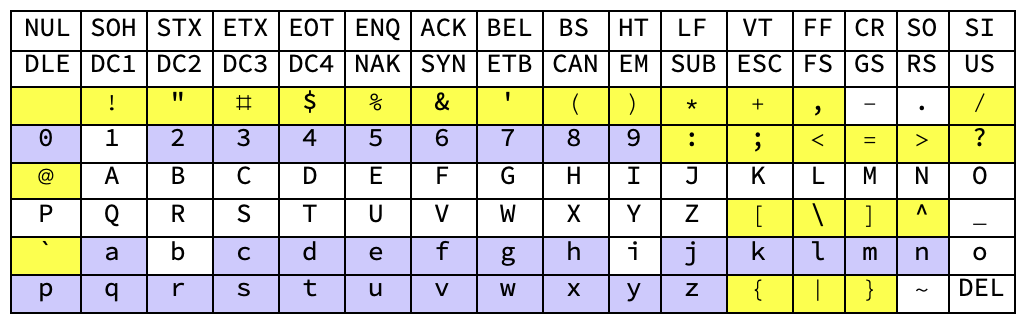 NUL SOH STX ETX EOT ENQ ACK BEL BS HT LF VT FF CR SO SI
DLE DC1 DC2 DC3 DC4 NAK SYN ETB CAN EM SUB ESC FS GS RS US
! " # $ % & ' ( ) * + , − . /
0 1 2 3 4 5 6 7 8 9 : ; < = > ?
@ A B C D E F G H I J K L M N O
P Q R S T U V W X Y Z [ \ ] ^ _
` a b c d e f g h i j k l m n o
p q r s t u v w x y z { | } ~ DEL